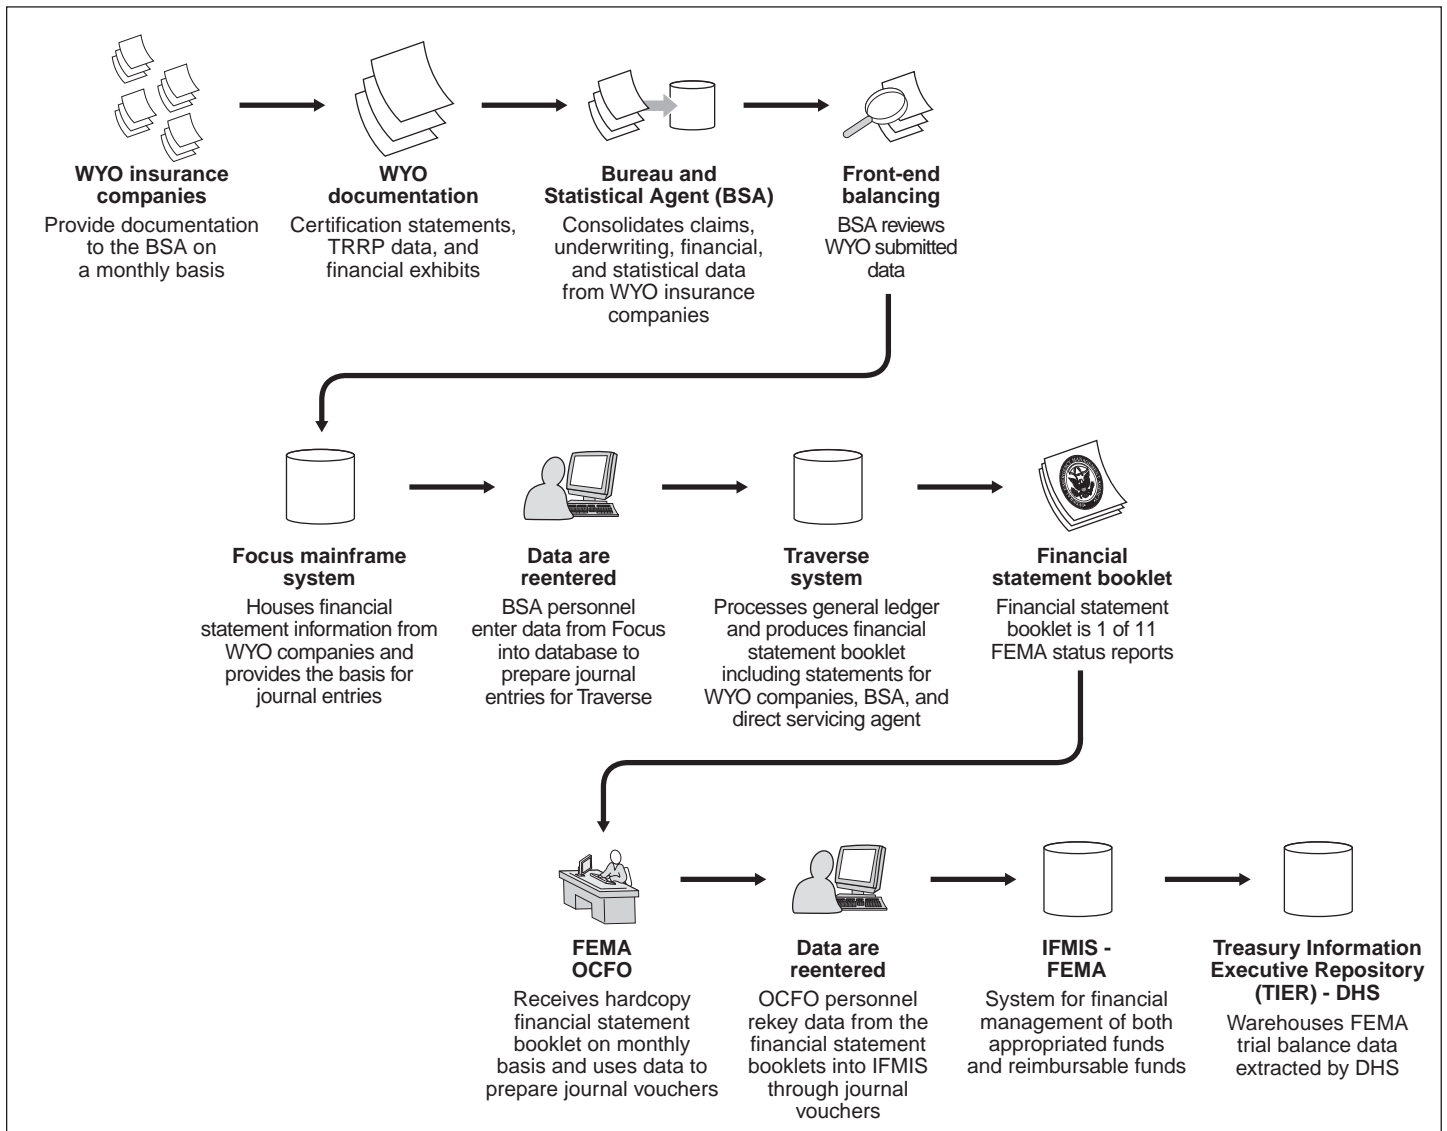 WYO insurance
companies
Provide documentation
to the BSA on
a monthly basis
WYO
documentation
Certification statements,
TRRP data, and
financial exhibits
Bureau and
Statistical Agent (BSA)
Consolidates claims,
underwriting, financial,
and statistical data
from WYO insurance
companies
Front-end
balancing
BSA reviews
WYO submitted
data
Focus mainframe
system
Houses financial
statement information from
WYO companies and
provides the basis for
journal entries
Data are
reentered
BSA personnel
enter data from Focus
into database to
prepare journal
entries for Traverse
Traverse
system
Processes general ledger
and produces financial
statement booklet
including statements for
WYO companies, BSA, and
direct servicing agent
Financial
statement booklet
Financial statement
booklet is 1 of 11
FEMA status reports
FEMA
OCFO
Receives hardcopy
financial statement
booklet on monthly
basis and uses data to
prepare journal vouchers
Data are
reentered
OCFO personnel
rekey data from the
financial statement
booklets into IFMIS
through journal
vouchers
IFMIS -
FEMA
System for financial
management of both
appropriated funds
and reimbursable funds
Treasury Information
Executive Repository
(TIER) - DHS
Warehouses FEMA
trial balance data
extracted by DHS